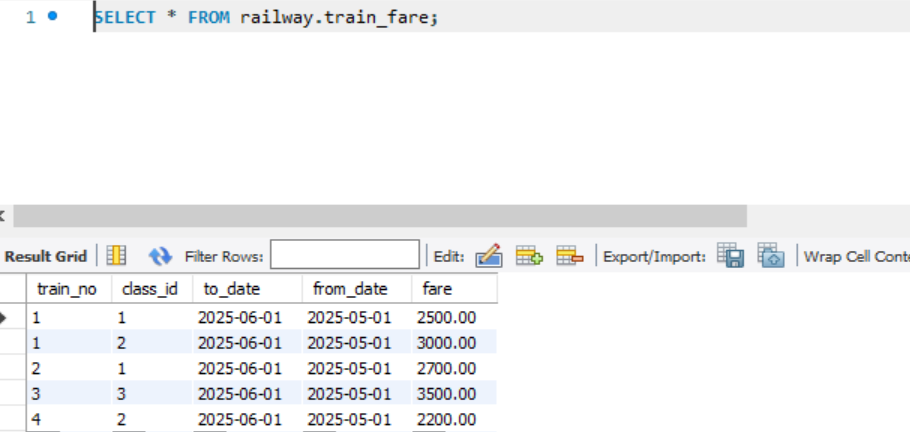 1 SELECT * FROM railway.train_fare;
Result Grid Filter Rows: Edit: Export/Import: Wrap Cell Conte
train_no class_id to_date from_date fare
1 1 2025-06-01 2025-05-01 2500.00
1 2 2025-06-01 2025-05-01 3000.00
2 1 2025-06-01 2025-05-01 2700.00
3 3 2025-06-01 2025-05-01 3500.00
4 2 2025-06-01 2025-05-01 2200.00